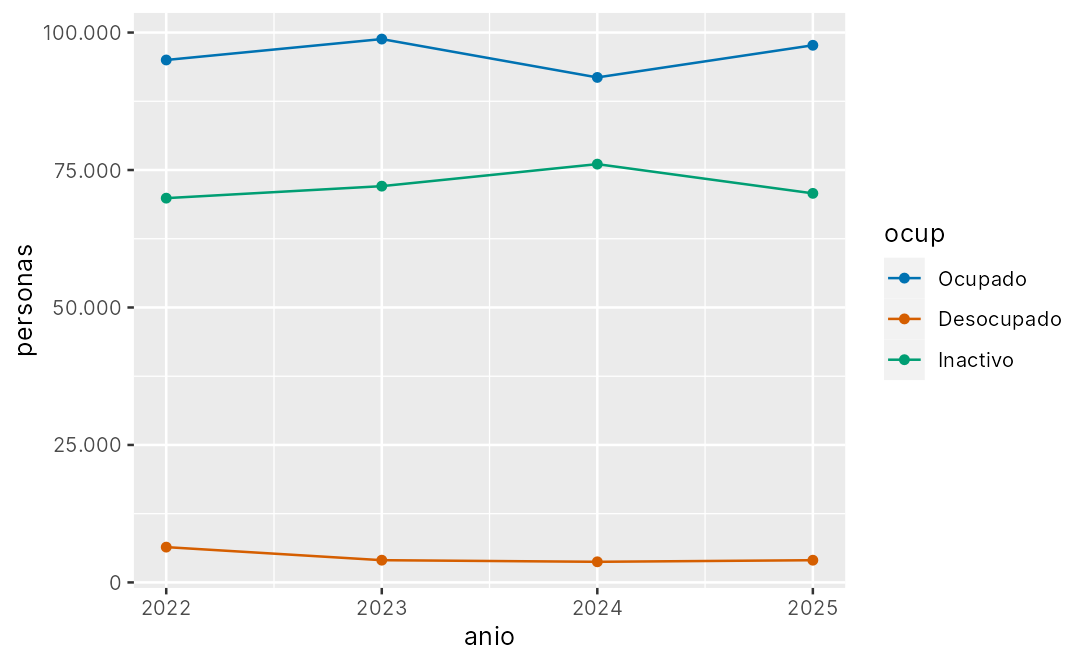 100.000
75.000
50.000
25.000
0
personas
2022 2023 2024 2025
anio
ocup
Ocupado
Desocupado
Inactivo